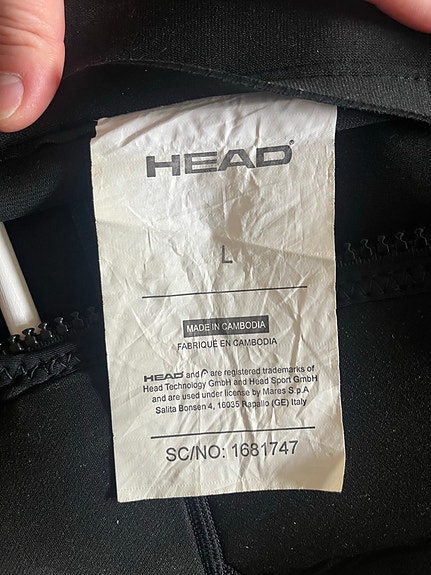 HEAD®
L
MADE IN CAMBODIA
FABRIQUÉ EN CAMBODIA
HEAD and are registered trademarks of
Head Technology GmbH and Head Sport GmbH
and are used under license by Mares S.p.A
Salita Bonsen 4, 16035 Rapallo (GE) Italy
SC/NO: 1681747